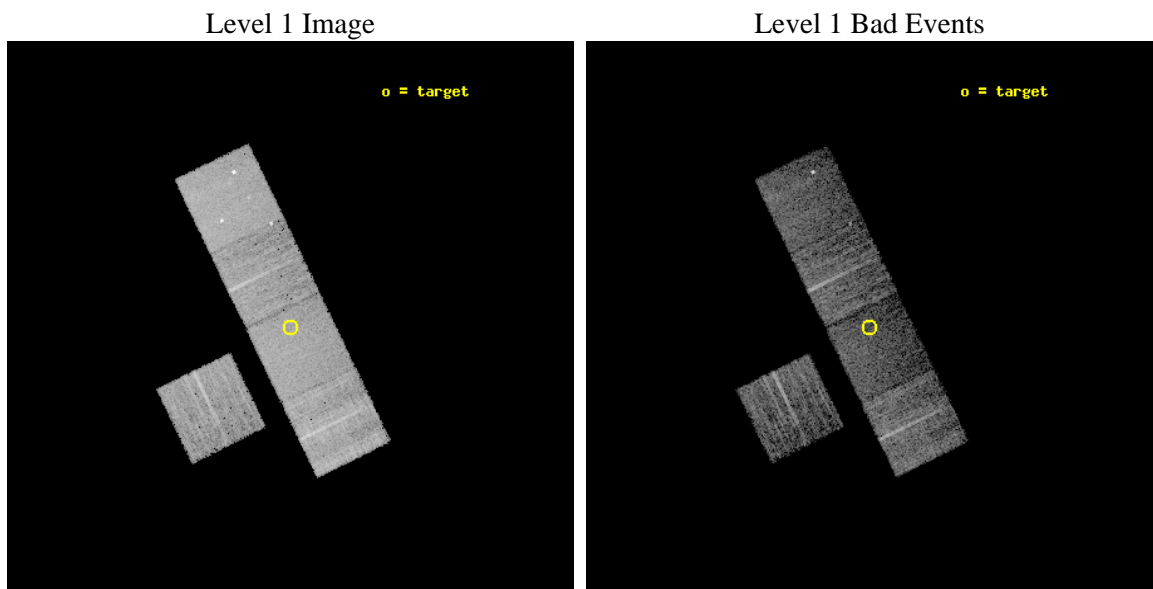 Level 1 Image
Level 1 Bad Events
o = target
o = target